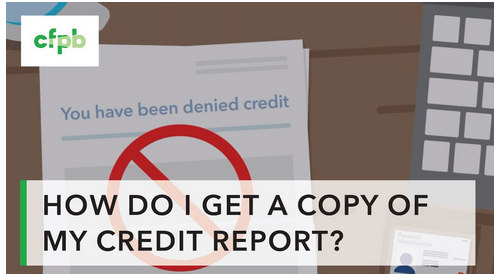 cfpb
You have been denied credit
HOW DO I GET A COPY OF
MY CREDIT REPORT?